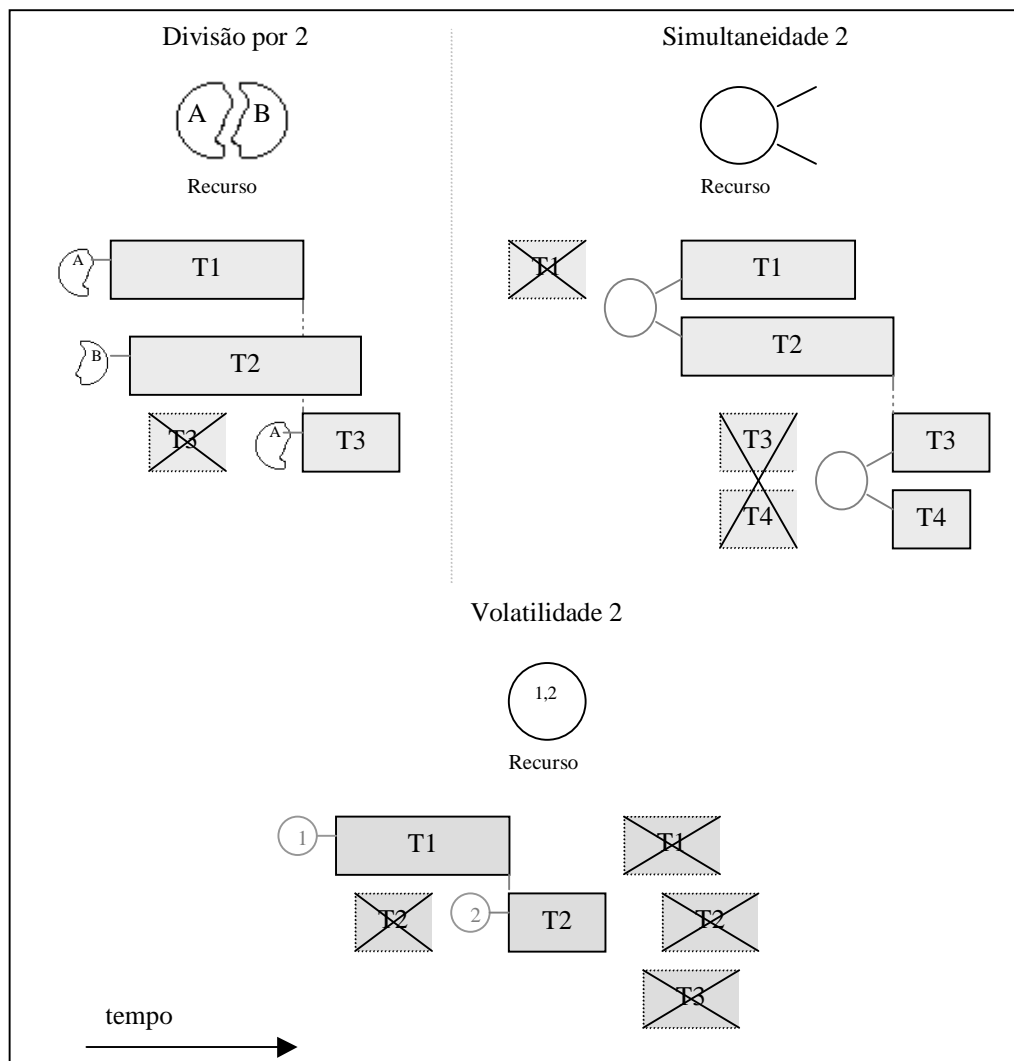 Divisão por 2
A B
Recurso
A
T1
B
T2
T3
A
T3
Simultaneidade 2
Recurso
T1
T1
T2
T3
T3
T4
T4
Volatilidade 2
1,2
Recurso
1
T1
T1
T2
2
T2
T2
T3
tempo